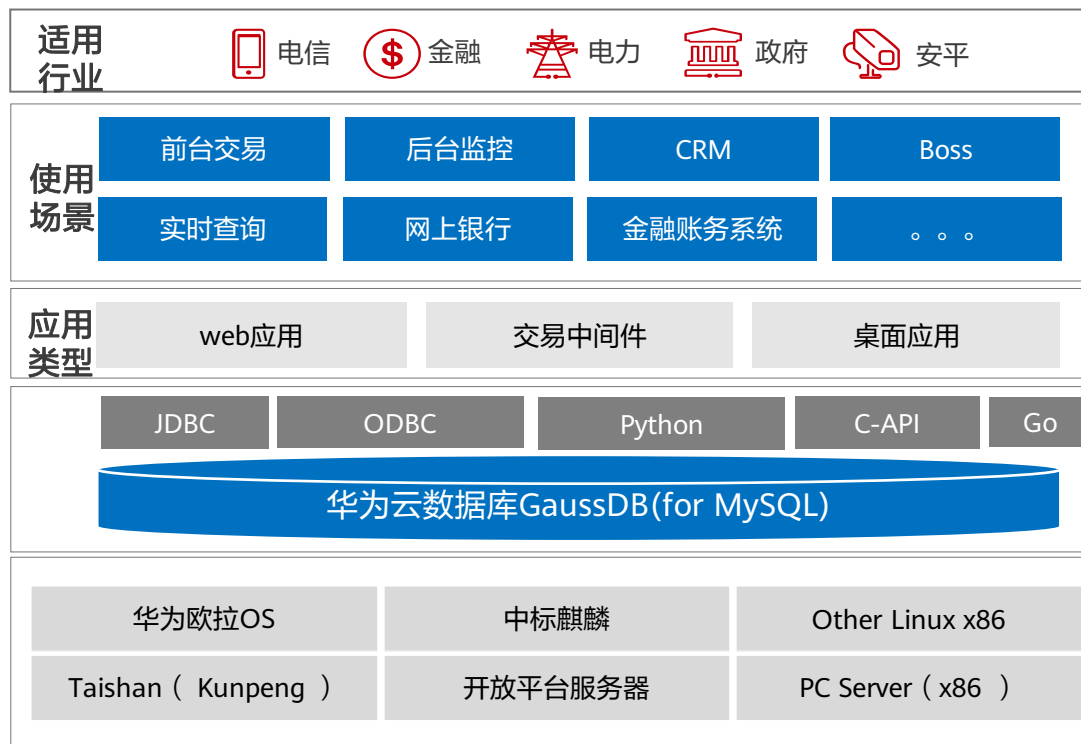 适用
行业
电信 金融 电力 政府 安平
使用
场景
前台交易 后台监控 CRM Boss
实时查询 网上银行 金融账务系统 。。。
应用
类型
web应用 交易中间件 桌面应用
JDBC ODBC Python C-API Go
华为云数据库GaussDB(for MySQL)
华为欧拉OS 中标麒麟 Other Linux x86
Taishan（ Kunpeng ） 开放平台服务器 PC Server（x86 ）